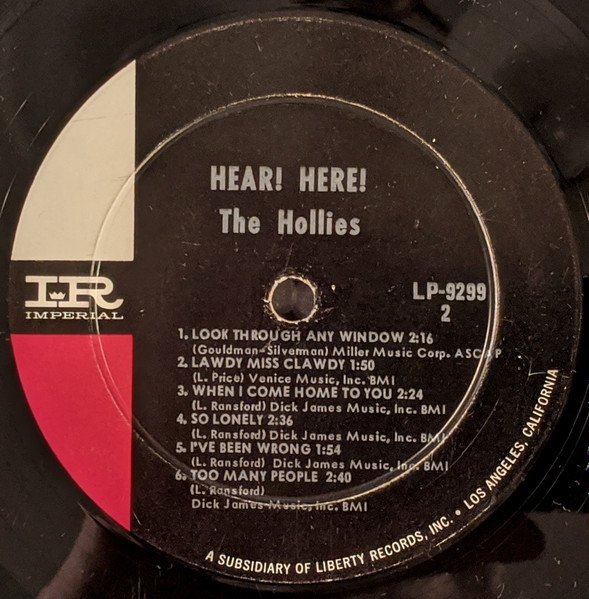 HEAR! HERE!
The Hollies
IR
IMPERIAL
LP-9299
2
1. LOOK THROUGH ANY WINDOW 2:16
(Gouldman-Silverman) Miller Music Corp. ASCAP
2. LAWDY MISS CLAWDY 1:50
(L. Price) Venice Music, Inc. BMI
3. WHEN I COME HOME TO YOU 2:24
(L. Ransford) Dick James Music, Inc. BMI
4. SO LONELY 2:36
(L. Ransford) Dick James Music, Inc. BMI
5. I'VE BEEN WRONG 1:54
(L. Ransford) Dick James Music, Inc. BMI
6. TOO MANY PEOPLE 2:40
(L. Ransford)
Dick James Music, Inc. BMI
A SUBSIDIARY OF LIBERTY RECORDS, INC. • LOS ANGELES, CALIFORNIA